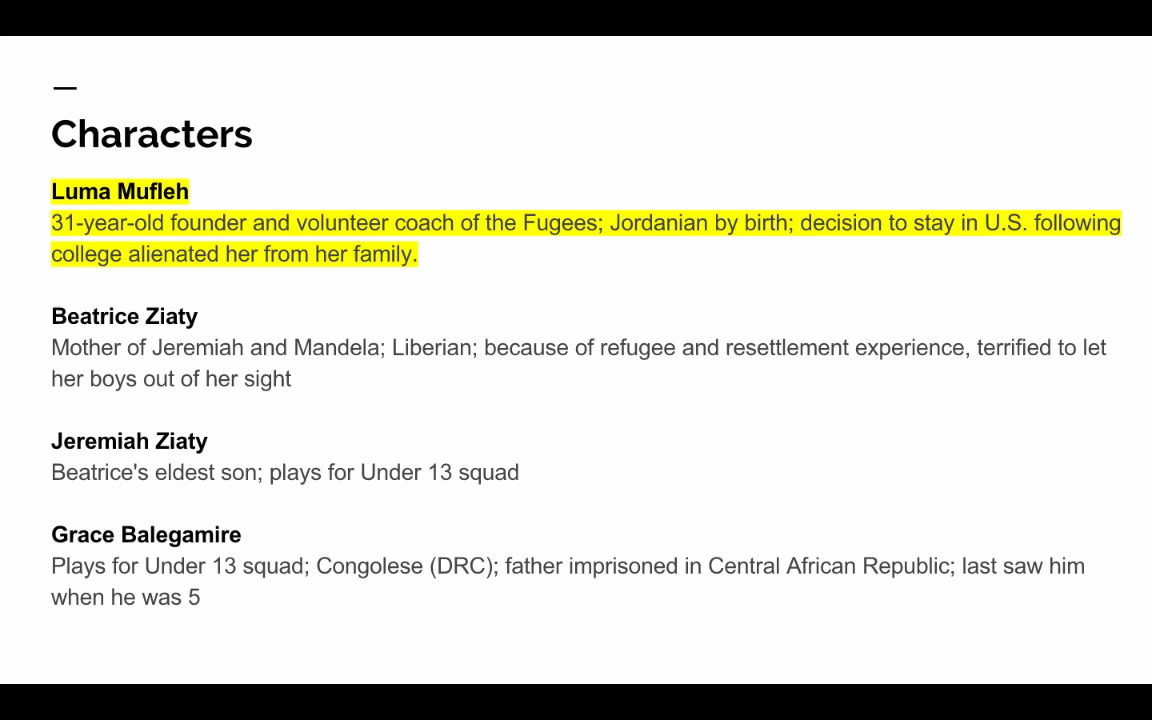 Characters
Luma Mufleh
31-year-old founder and volunteer coach of the Fugees; Jordanian by birth; decision to stay in U.S. following
college alienated her from her family.
Beatrice Ziaty
Mother of Jeremiah and Mandela; Liberian; because of refugee and resettlement experience, terrified to let
her boys out of her sight
Jeremiah Ziaty
Beatrice's eldest son; plays for Under 13 squad
Grace Balegamire
Plays for Under 13 squad; Congolese (DRC); father imprisoned in Central African Republic; last saw him
when he was 5